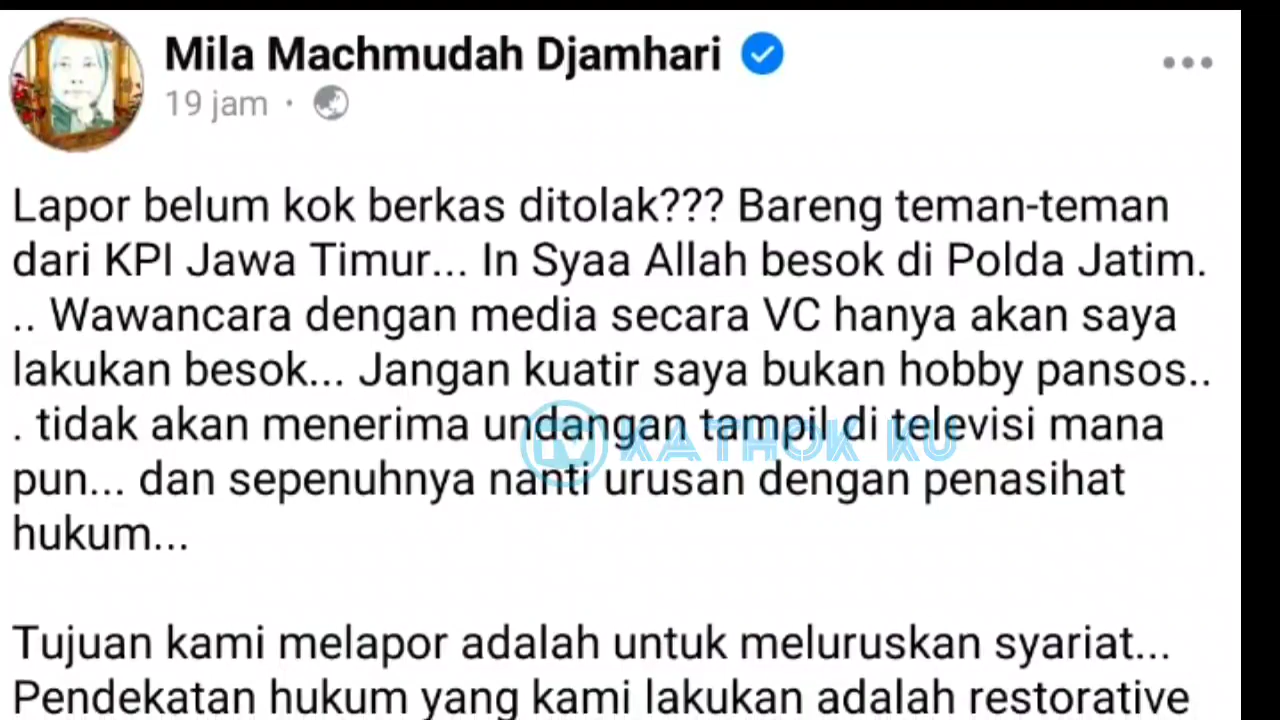 Mila Machmudah Djamhari
19 jam ·
Lapor belum kok berkas ditolak??? Bareng teman-teman
dari KPI Jawa Timur... In Syaa Allah besok di Polda Jatim.
.. Wawancara dengan media secara VC hanya akan saya
lakukan besok... Jangan kuatir saya bukan hobby pansos..
. tidak akan menerima undangan tampil di televisi mana
TV KATHOK KU
pun... dan sepenuhnya nanti urusan dengan penasihat
hukum...
Tujuan kami melapor adalah untuk meluruskan syariat...
Pendekatan hukum yang kami lakukan adalah restorative